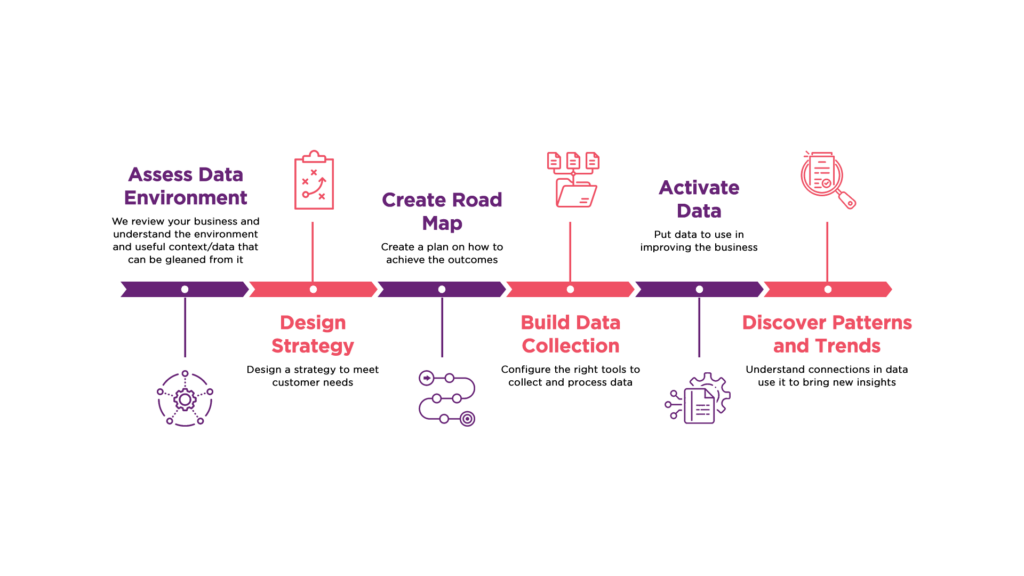 Assess Data
Environment
We review your business and
understand the environment
and useful context/data that
can be gleaned from it
Design
Strategy
Design a strategy to meet
customer needs
Create Road
Map
Create a plan on how to
achieve the outcomes
Build Data
Collection
Configure the right tools to
collect and process data
Activate
Data
Put data to use in
improving the business
Discover Patterns
and Trends
Understand connections in data
use it to bring new insights